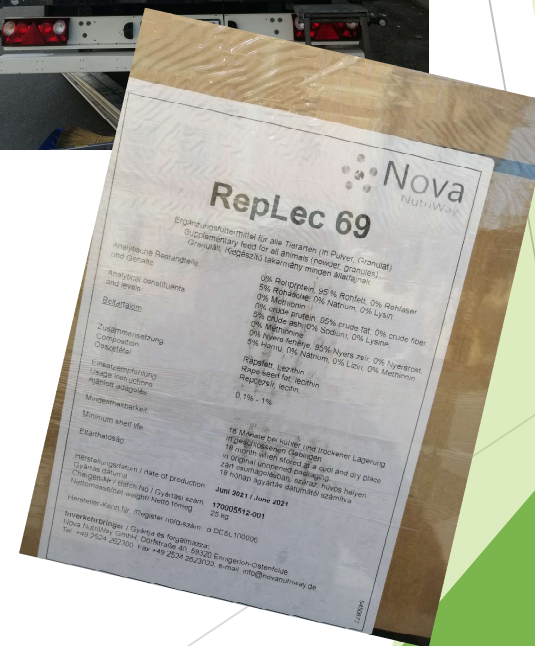 Nova
NutriWay
RepLec 69
Ergänzungsfuttermittel für alle Tierarten (in Pulver, Granulat)
Supplementary feed for all animals (powder, granules)
Granulált, Kiegészítő takarmány minden állatfajnak
Analytische Bestandteile
und Gehalte
0% Rohprotein, 95 % Rohfett, 0% Rohfaser
5% Rohasche, 0% Natrium, 0% Lysin
0% Methionin
Analytical constituents
and levels:
0% crude protein, 95% crude fat, 0% crude fiber
5% crude ash, 0% Sodium, 0% Lysine
0% Methionine
Beltartalom:
0% Nyers fehérje, 95% Nyers zsír, 0% Nyersrost
5% Hamu, 0% Natrium, 0% Lizin, 0% Methionin
Zusammensetzung
Composition
Összetétel
Rapsfett, Lezithin
Rape seed fat, lecithin
Repcezsír, lecitin
Einsatzempfehlung
Usage instructions
Ajánlott adagolás
0,1% - 1%
Mindesthaltbarkeit
18 Monate bei kühler und trockener Lagerung
in geschlossenen Gebinden
Minimum shelf life
18 month when stored at a cool and dry place
in original unopened packaging
Eltarthatóság
zárt csomagolásban, száraz, hűvös helyen
18 hónap a gyártás dátumától számítva
Herstellungsdatum / date of production
Gyártás dátuma
Juni 2021 / June 2021
Chargen-Nr / Batch No / Gyártási szám
170005512-001
Nettomasse/net weight/ Nettó tömeg
25 kg
Hersteller-Kenn.Nr. /Register no/ig.szám
α DE5L100006
Inverkehrbringer / Gyártja és forgalmazza:
Nova NutriWay GmbH, Dorfstraße 40, 59320 Ennigerloh-Ostenfelde
Tel. +49 2524 262300, Fax +49 2524 2623023, e-mail: info@novanutriway.de